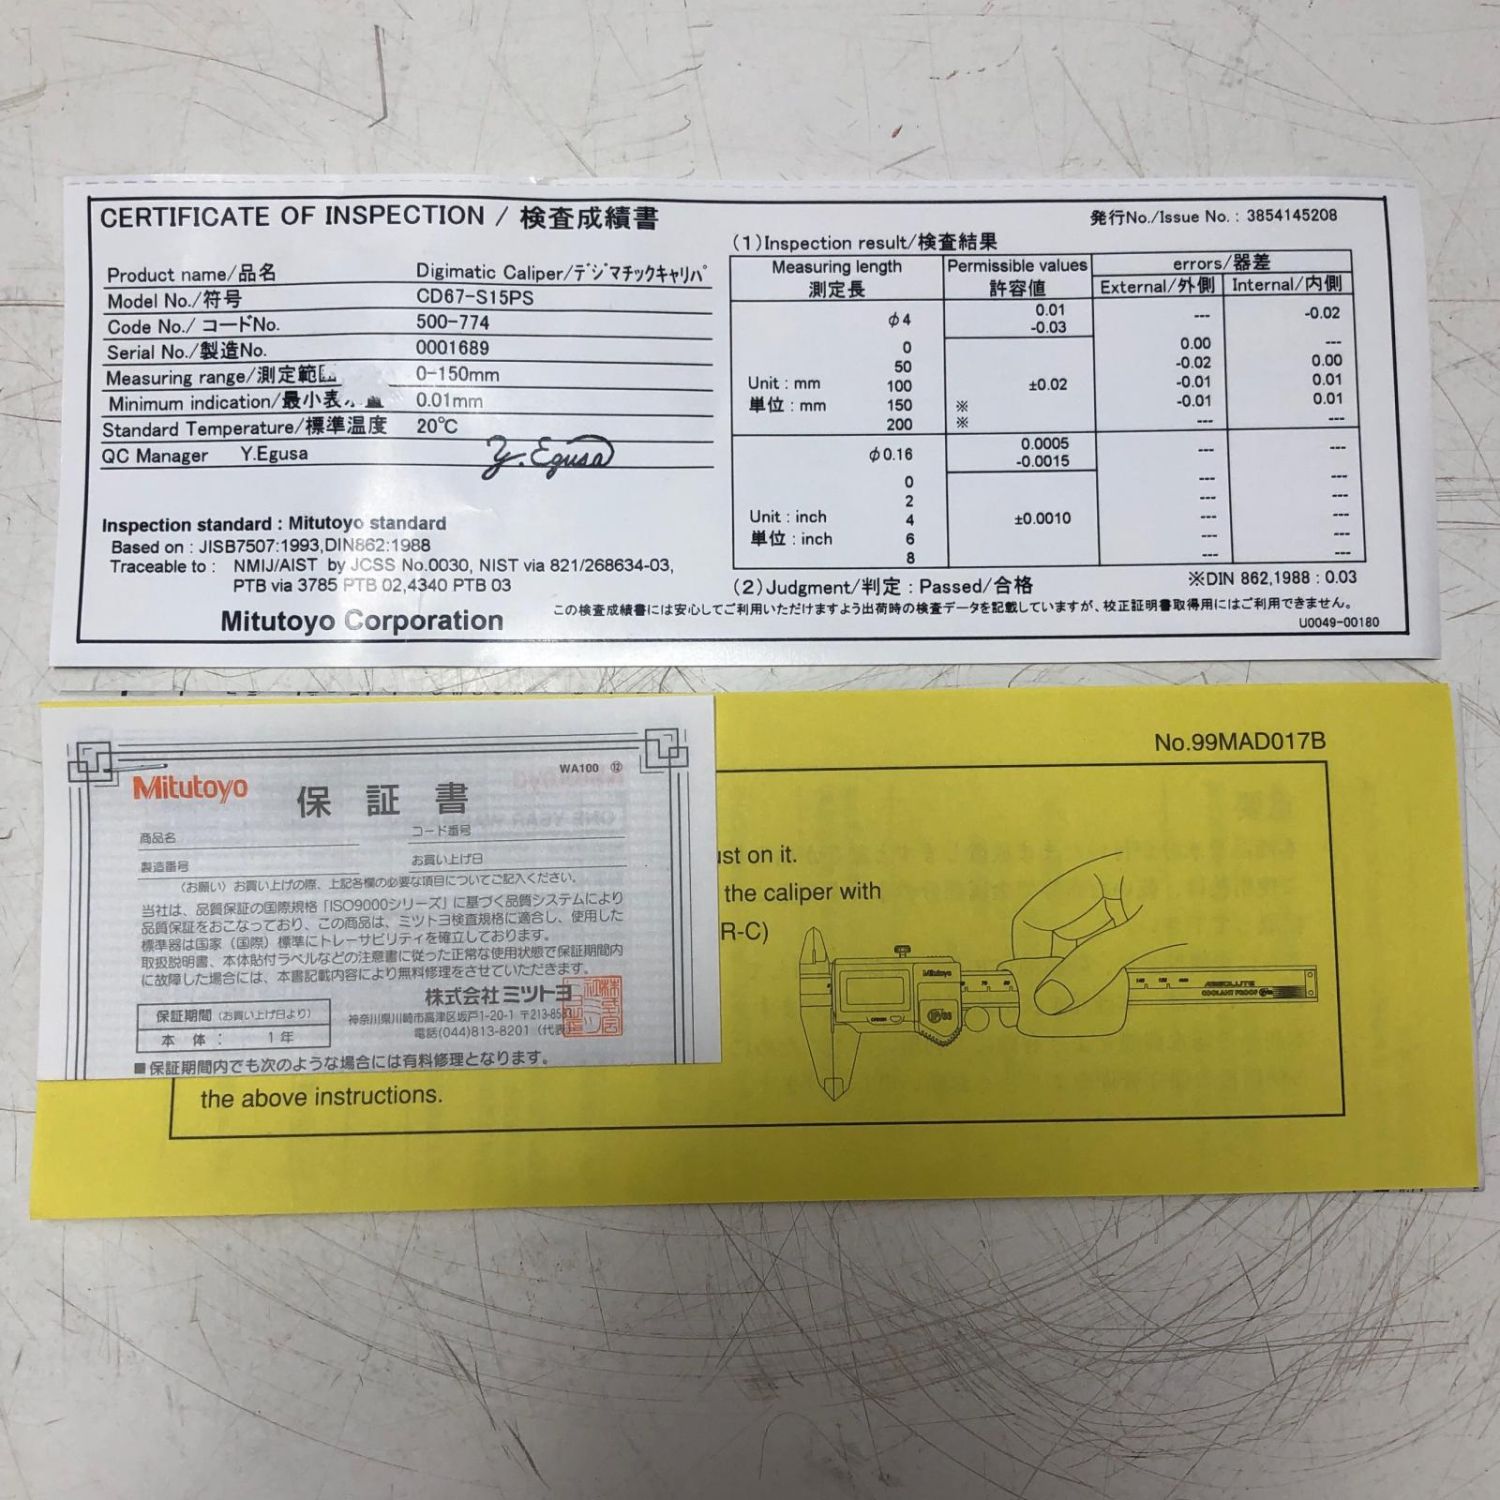 CERTIFICATE OF INSPECTION / 検査成績書
Product name/品名 Digimatic Caliper/デジマチックキャリパ
Model No./符号 CD67-S15PS
Code No./ コードNo. 500-774
Serial No./製造No. 0001689
Measuring range/測定範囲 0-150mm
Minimum indication/最小表示量 0.01mm
Standard Temperature/標準温度 20℃
QC Manager Y.Egusa Y.Egusa
Inspection standard : Mitutoyo standard
Based on : JISB7507:1993,DIN862:1988
Traceable to : NMIJ/AIST by JCSS No.0030, NIST via 821/268634-03,
PTB via 3785 PTB 02,4340 PTB 03
Mitutoyo Corporation
発行No./Issue No. : 3854145208
(1)Inspection result/検査結果
Measuring length Permissible values errors/器差
測定長 許容値 External/外側 Internal/内側
φ4 0.01 -0.03 --- -0.02
0 0.00 ---
50 -0.02 0.00
Unit : mm 100 ±0.02 -0.01 0.01
単位 : mm 150 ※ -0.01 0.01
200 ※ --- ---
φ0.16 0.0005 -0.0015 --- ---
0 --- ---
2 --- ---
Unit : inch 4 ±0.0010 --- ---
単位 : inch 6 --- ---
8 --- ---
(2)Judgment/判定 : Passed/合格 ※DIN 862,1988 : 0.03
この検査成績書には安心してご利用いただけますよう出荷時の検査データを記載していますが、校正証明書取得用にはご利用できません。
U0049-00180
No.99MAD017B
WA100 ⑫
Mitutoyo 保証書
商品名 コード番号
製造番号 お買い上げ日
(お願い) お買い上げの際、上記各欄の必要な項目についてご記入ください。
当社は、品質保証の国際規格「ISO9000シリーズ」に基づく品質システムにより
品質保証をおこなっており、この商品は、ミツトヨ検査規格に適合し、使用した
標準器は国家(国際)標準にトレーサビリティを確立しております。
取扱説明書、本体貼付ラベルなどの注意書に従った正常な使用状態で保証期間内
に故障した場合には、本書記載内容により無料修理をさせていただきます。
株式会社ミツトヨ
神奈川県川崎市高津区坂戸1-20-1 〒213-8533
電話(044)813-8201 (代表)
保証期間(お買い上げ日より)
本体: 1年
■保証期間内でも次のような場合には有料修理となります。
ust on it.
the caliper with
R-C)
the above instructions.
Mitutoyo
ABSOLUTE
COOLANT PROOF